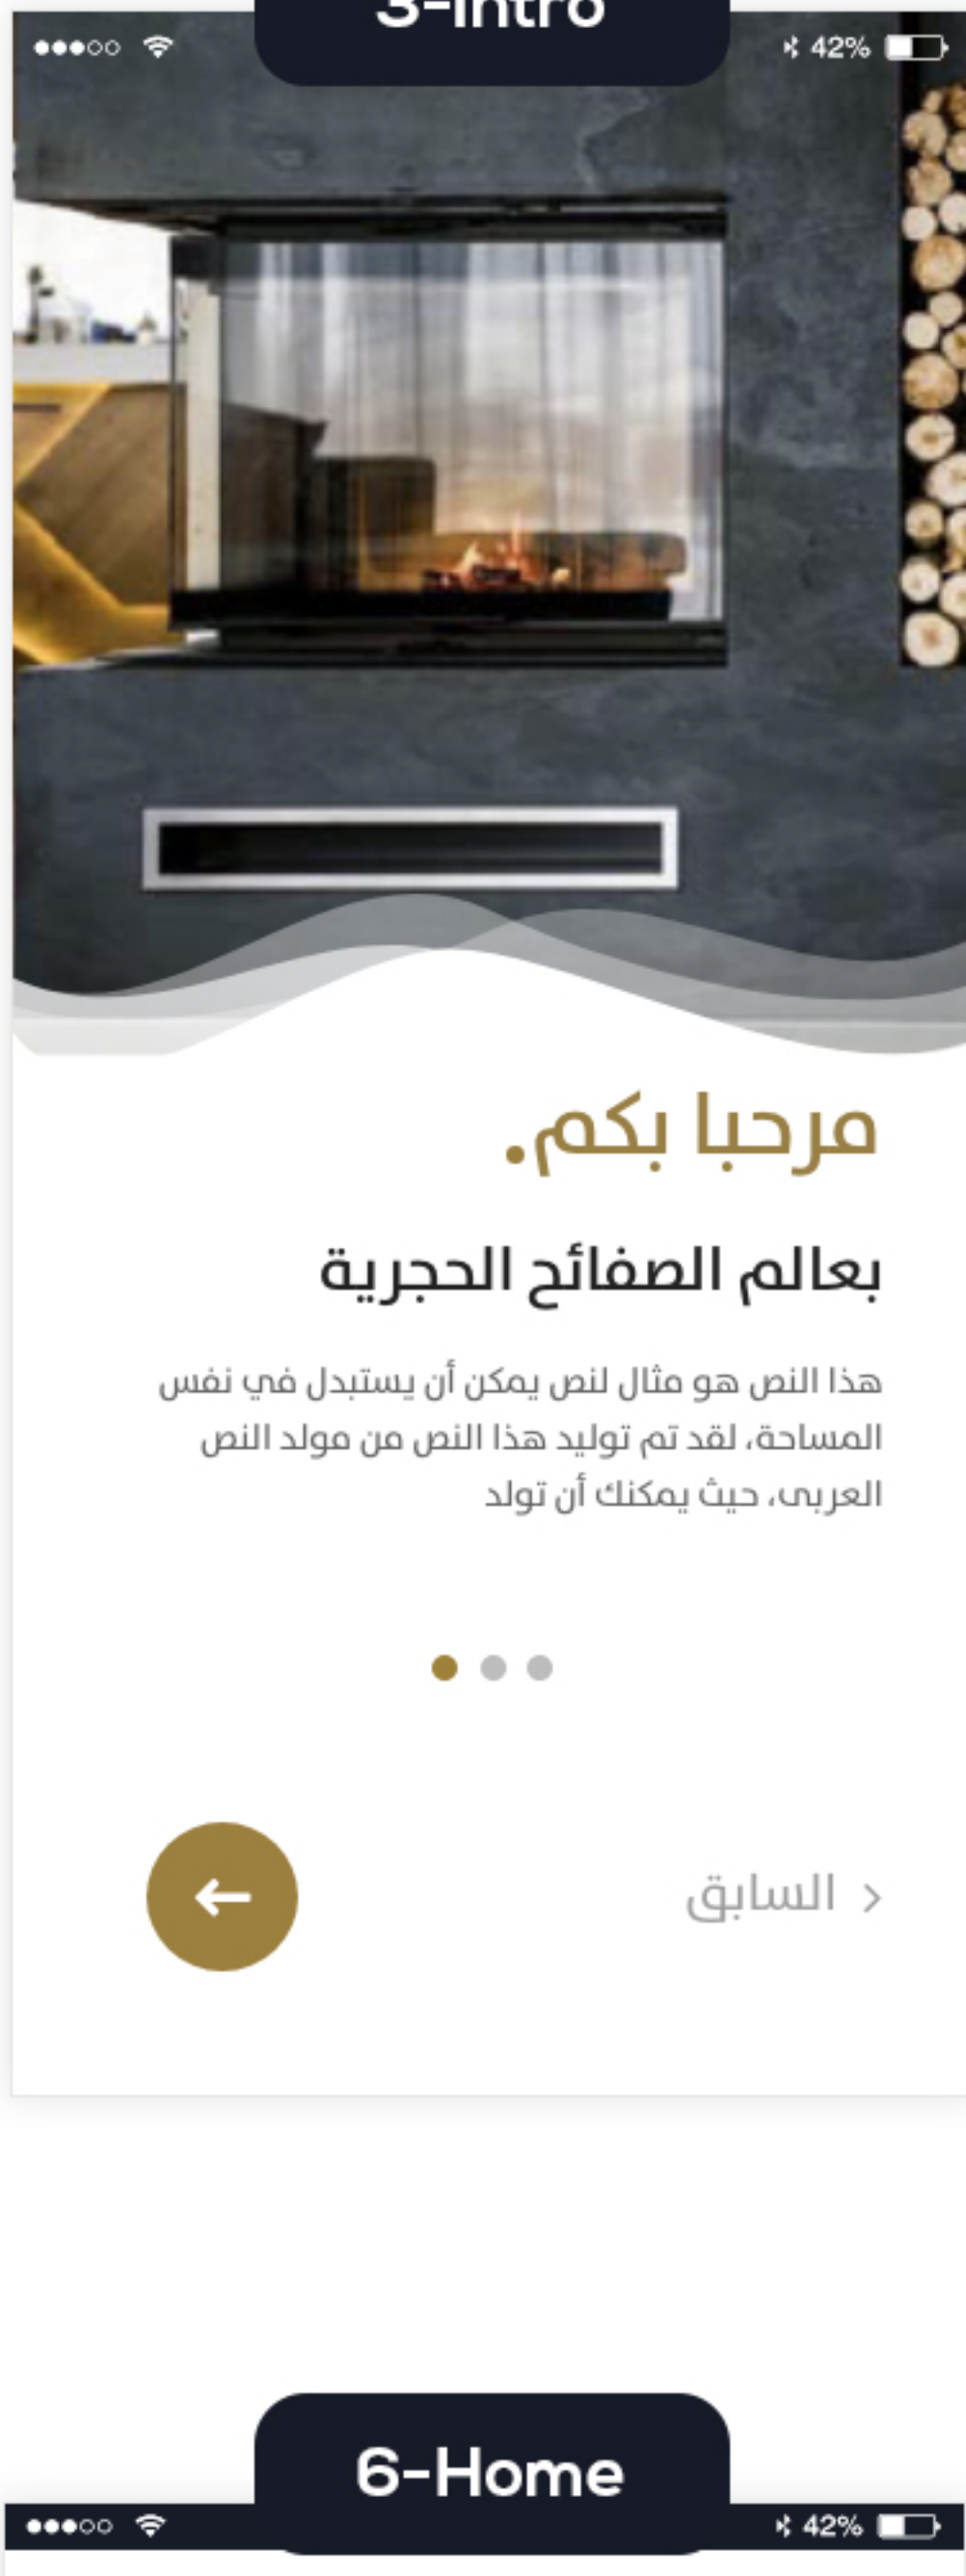 3-Intro
42%
مرحبا بكم.
بعالم الصفائح الحجرية
هذا النص هو مثال لنص يمكن أن يستبدل في نفس
المساحة، لقد تم توليد هذا النص من مولد النص
العربى، حيث يمكنك أن تولد
السابق
6-Home
42%